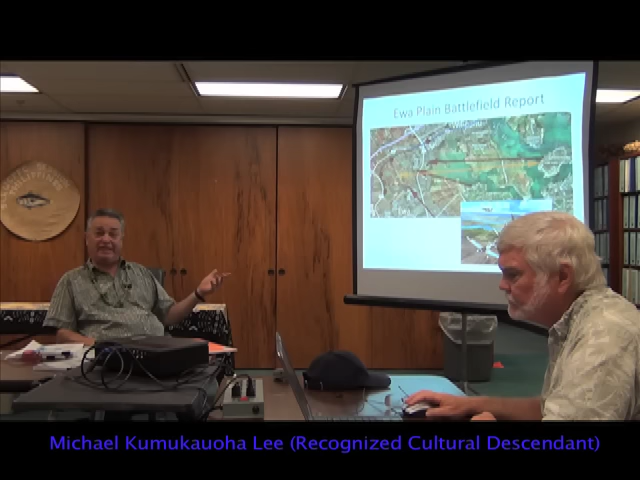 Ewa Plain Battlefield Report
Michael Kumukauoha Lee (Recognized Cultural Descendant)